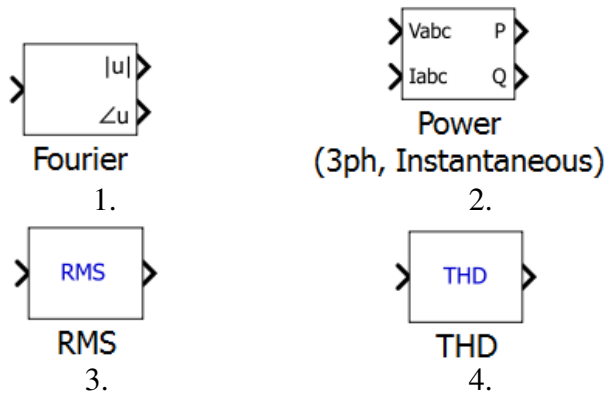 |u|
∠u
Fourier
1.
Vabc P
Iabc Q
Power
(3ph, Instantaneous)
2.
RMS
RMS
3.
THD
THD
4.